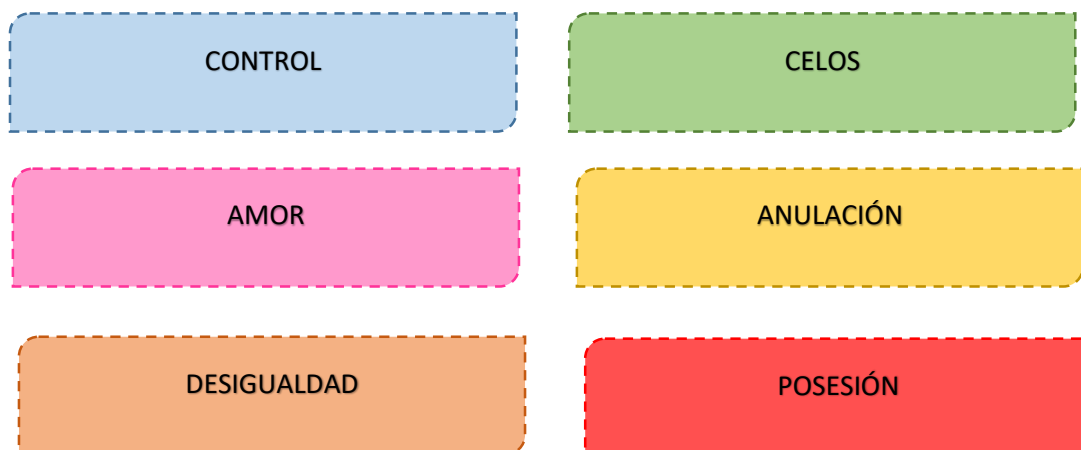 CONTROL
CELOS
AMOR
ANULACIÓN
DESIGUALDAD
POSESIÓN